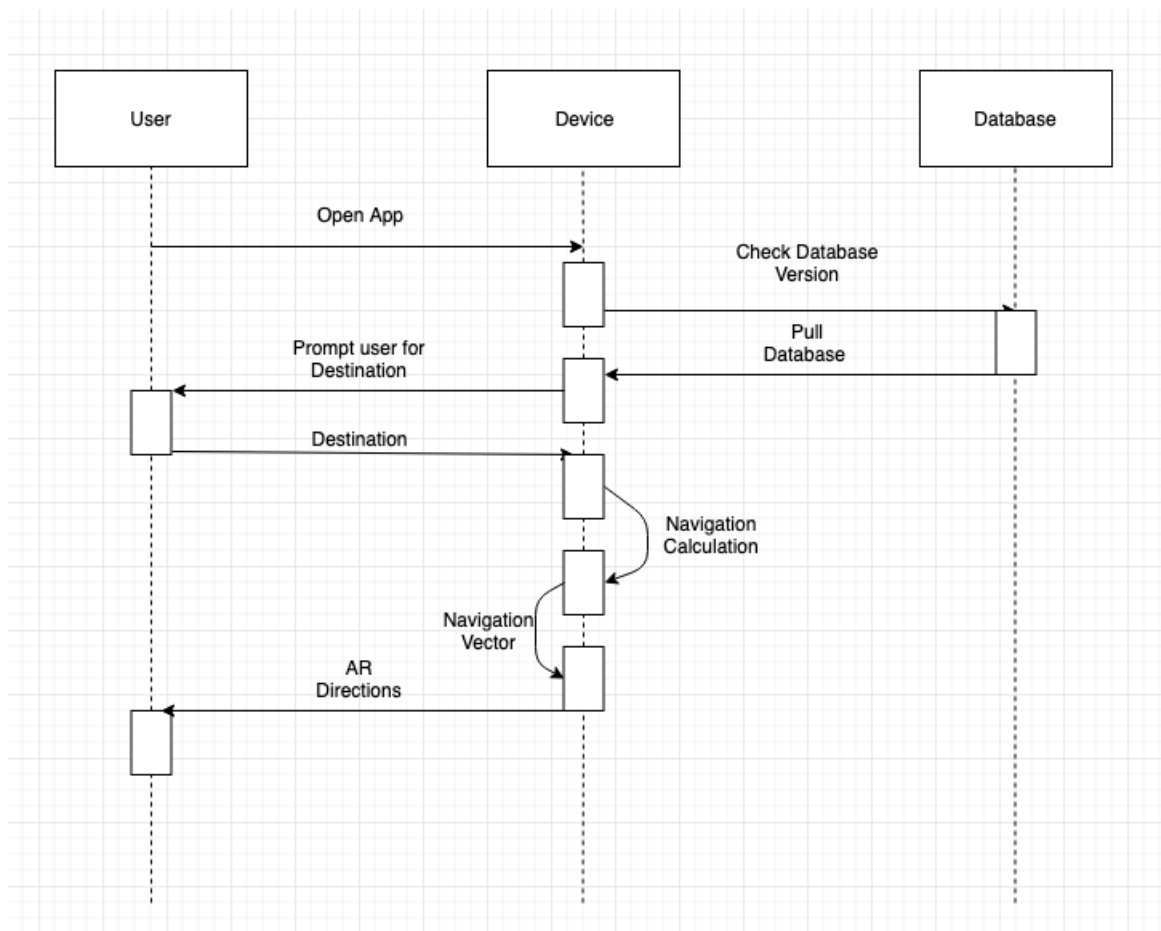 User
Device
Database
Open App
Check Database
Version
Pull
Database
Prompt user for
Destination
Destination
Navigation
Calculation
Navigation
Vector
AR
Directions